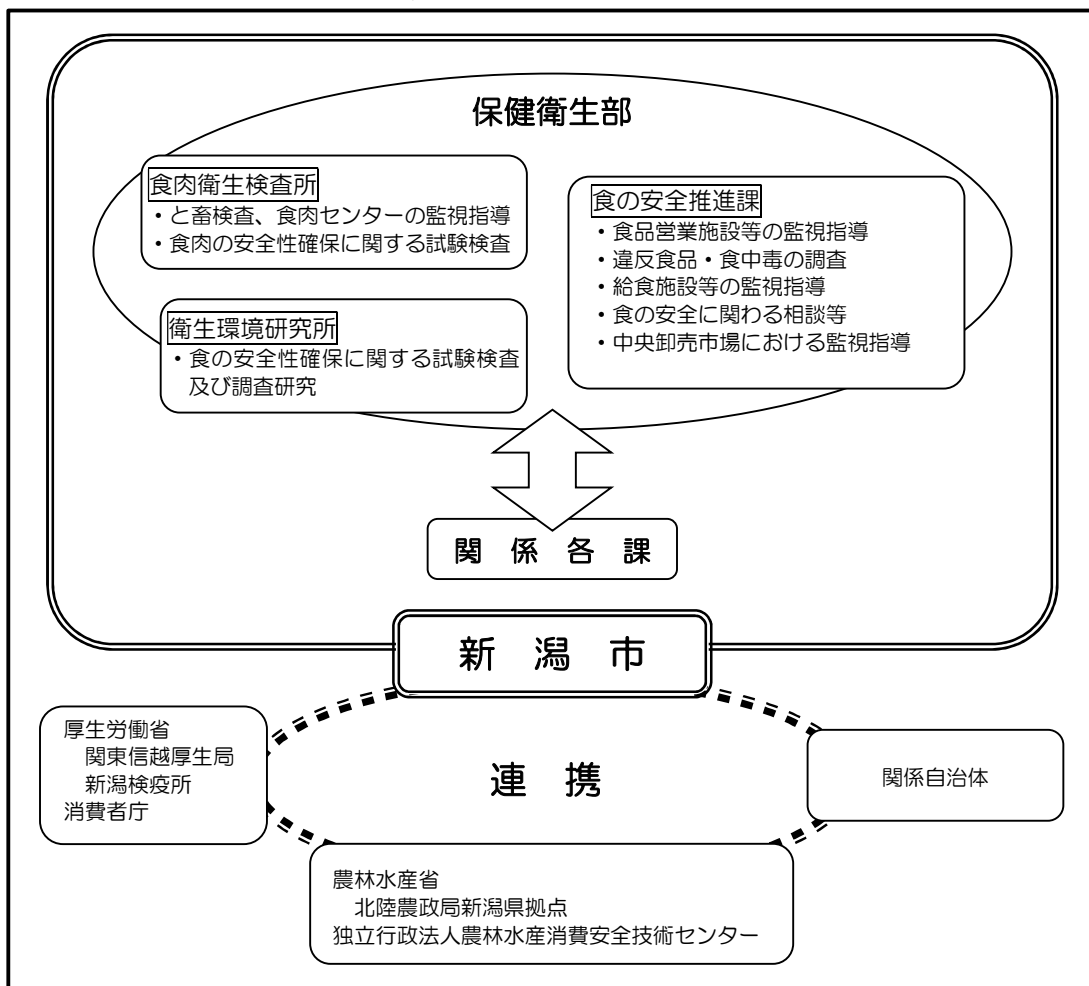 保健衛生部
食肉衛生検査所
・と畜検査、食肉センターの監視指導
・食肉の安全性確保に関する試験検査
衛生環境研究所
・食の安全性確保に関する試験検査
及び調査研究
食の安全推進課
・食品営業施設等の監視指導
・違反食品・食中毒の調査
・給食施設等の監視指導
・食の安全に関わる相談等
・中央卸売市場における監視指導
関係各課
新潟市
連携
厚生労働省
関東信越厚生局
新潟検疫所
消費者庁
関係自治体
農林水産省
北陸農政局新潟県拠点
独立行政法人農林水産消費安全技術センター